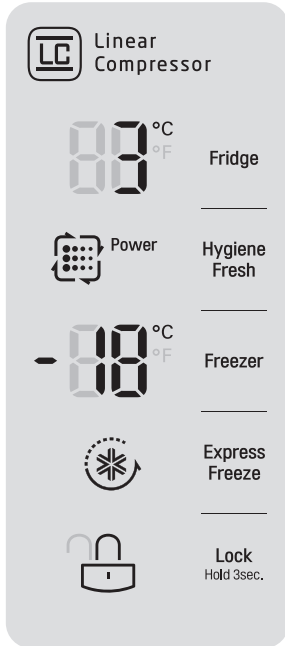 LC Linear
Compressor
3 °C
°F
Fridge
Power
Hygiene
Fresh
-18 °C
°F
Freezer
Express
Freeze
Lock
Hold 3sec.